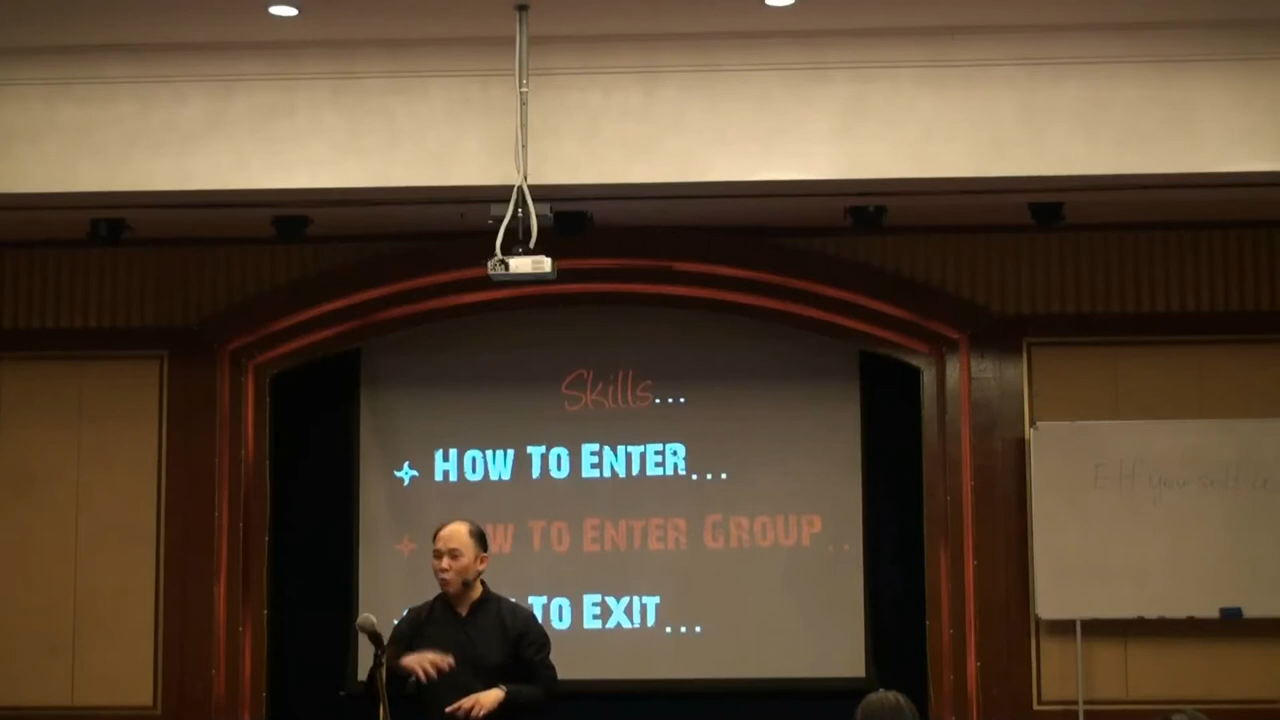 Skills...
HOW TO ENTER...
W TO ENTER GROUP..
TO EXIT...